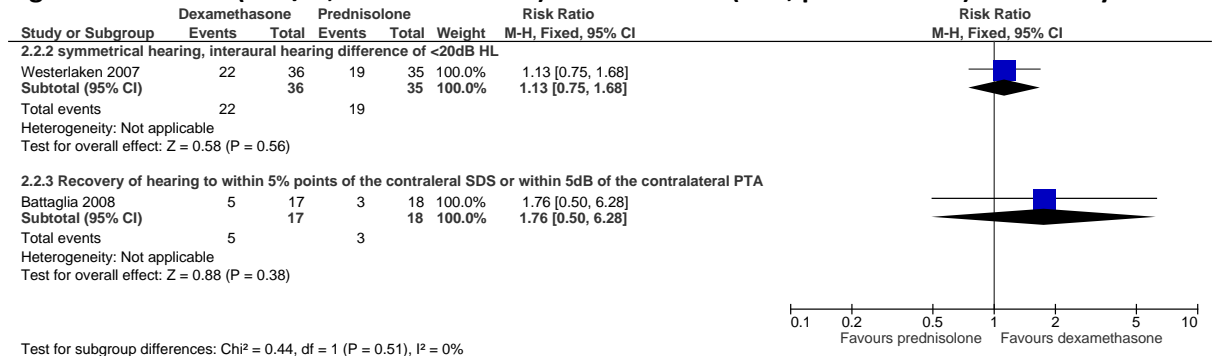 Dexamethasone Prednisolone Risk Ratio Risk Ratio
Study or Subgroup Events Total Events Total Weight M-H, Fixed, 95% CI M-H, Fixed, 95% CI
2.2.2 symmetrical hearing, interaural hearing difference of <20dB HL
Westerlaken 2007 22 36 19 35 100.0% 1.13 [0.75, 1.68]
Subtotal (95% CI) 36 35 100.0% 1.13 [0.75, 1.68]
Total events 22 19
Heterogeneity: Not applicable
Test for overall effect: Z = 0.58 (P = 0.56)
2.2.3 Recovery of hearing to within 5% points of the contraleral SDS or within 5dB of the contralateral PTA
Battaglia 2008 5 17 3 18 100.0% 1.76 [0.50, 6.28]
Subtotal (95% CI) 17 18 100.0% 1.76 [0.50, 6.28]
Total events 5 3
Heterogeneity: Not applicable
Test for overall effect: Z = 0.88 (P = 0.38)
0.1 0.2 0.5 1 2 5 10
Favours prednisolone Favours dexamethasone
Test for subgroup differences: Chi² = 0.44, df = 1 (P = 0.51), I² = 0%